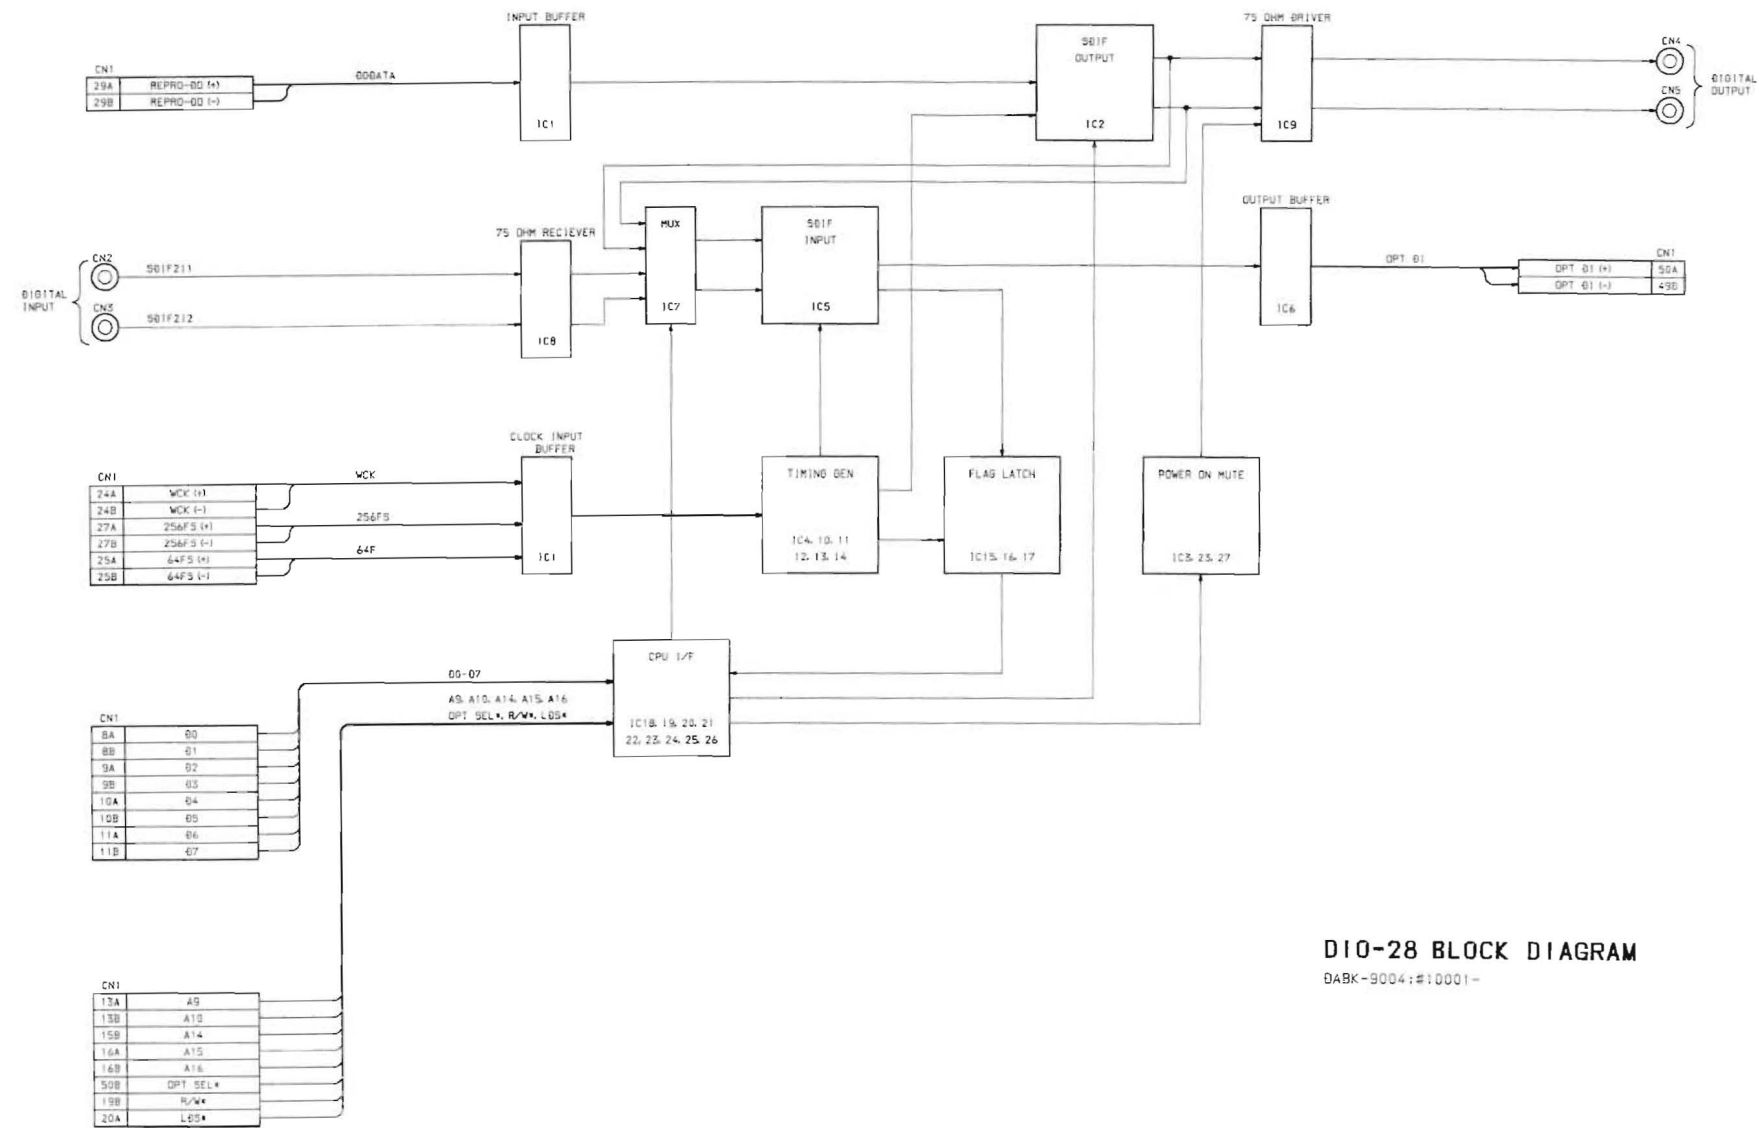 INPUT BUFFER
IC1
CN1
29A REPRO-DD (+)
29B REPRO-DD (-)
DDDATA
SDIF
OUTPUT
IC2
75 OHM DRIVER
IC9
CN4
CN5
DIGITAL
OUTPUT
75 OHM RECIEVER
IC8
DIGITAL
INPUT
CN2
SDIF2I1
CN3
SDIF2I2
MUX
IC7
SDIF
INPUT
IC5
OUTPUT BUFFER
IC6
OPT DI
CN1
OPT DI (+) 50A
OPT DI (-) 49B
CLOCK INPUT
BUFFER
IC1
CN1
24A WCK (+)
24B WCK (-)
27A 256FS (+)
27B 256FS (-)
25A 64FS (+)
25B 64FS (-)
WCK
256FS
64F
TIMING GEN
IC4, 10, 11
12, 13, 14
FLAG LATCH
IC15, 16, 17
POWER ON MUTE
IC3, 23, 27
CPU I/F
IC18, 19, 20, 21
22, 23, 24, 25, 26
D0-D7
A9, A10, A14, A15, A16
OPT SEL*, R/W*, LDS*
CN1
8A D0
8B D1
9A D2
9B D3
10A D4
10B D5
11A D6
11B D7
CN1
13A A9
13B A10
15B A14
16A A15
16B A16
50B OPT SEL*
19B R/W*
20A LDS*
DIO-28 BLOCK DIAGRAM
DABK-9004;#10001-